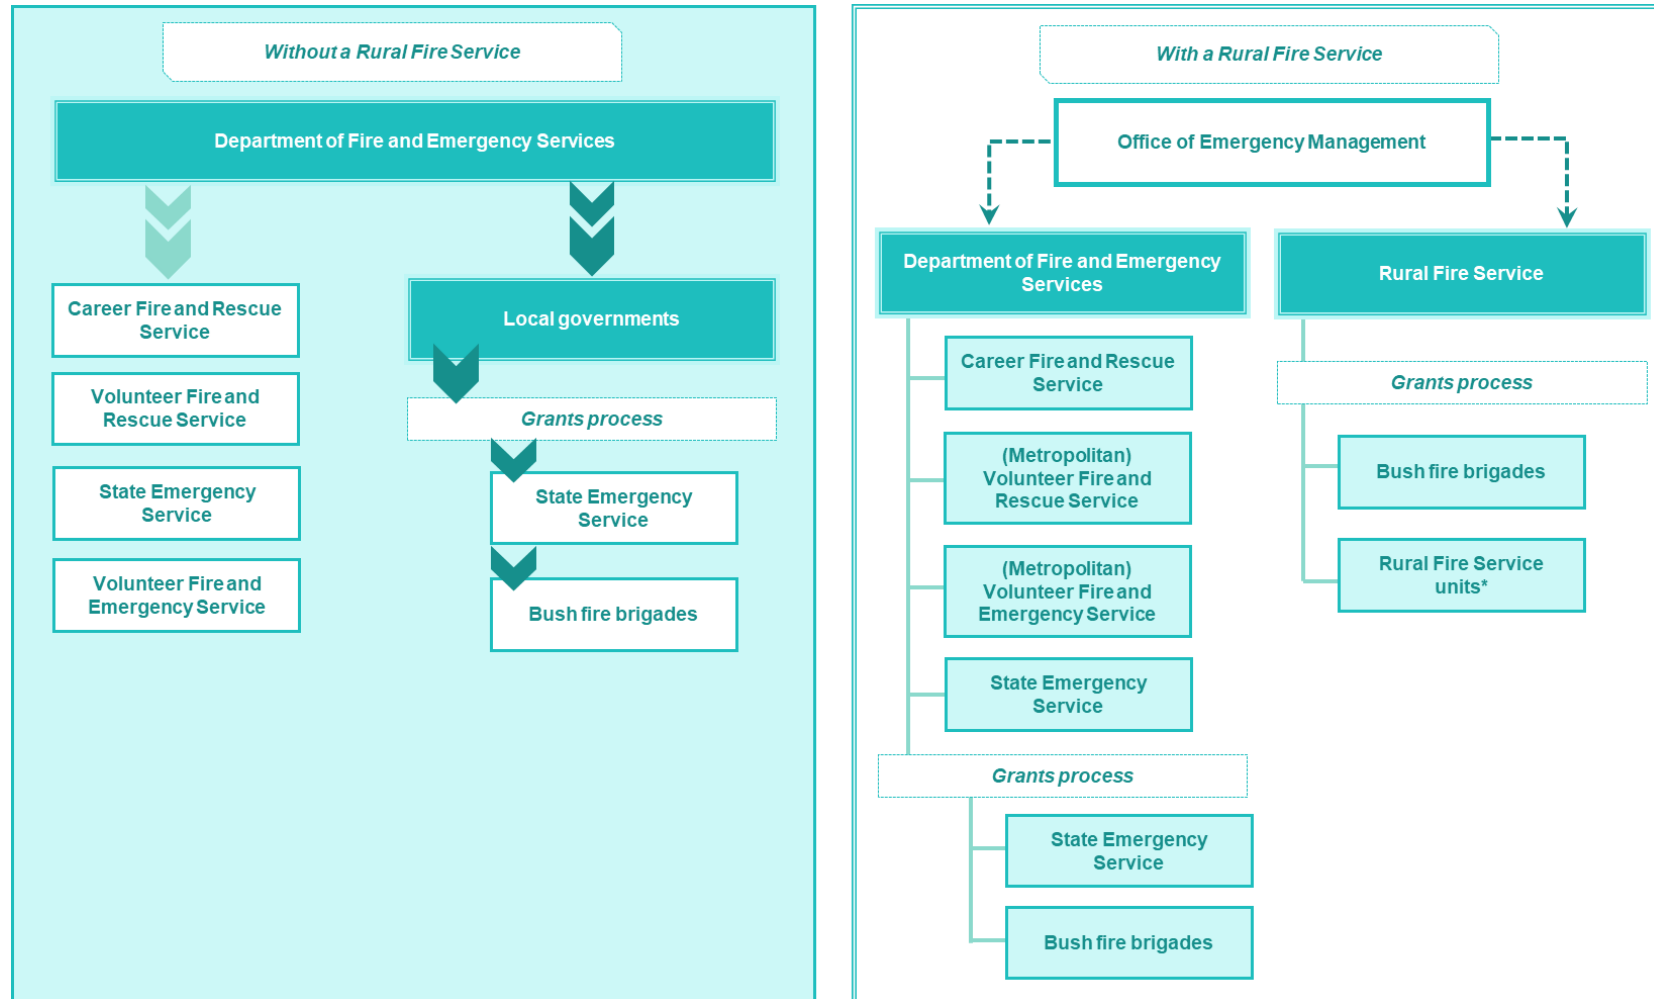 Without a Rural Fire Service
Department of Fire and Emergency Services
Career Fire and Rescue
Service
Volunteer Fire and
Rescue Service
State Emergency
Service
Volunteer Fire and
Emergency Service
Local governments
Grants process
State Emergency
Service
Bush fire brigades
With a Rural Fire Service
Office of Emergency Management
Department of Fire and Emergency
Services
Career Fire and Rescue
Service
(Metropolitan)
Volunteer Fire and
Rescue Service
(Metropolitan)
Volunteer Fire and
Emergency Service
State Emergency
Service
Grants process
State Emergency
Service
Bush fire brigades
Rural Fire Service
Grants process
Bush fire brigades
Rural Fire Service
units*